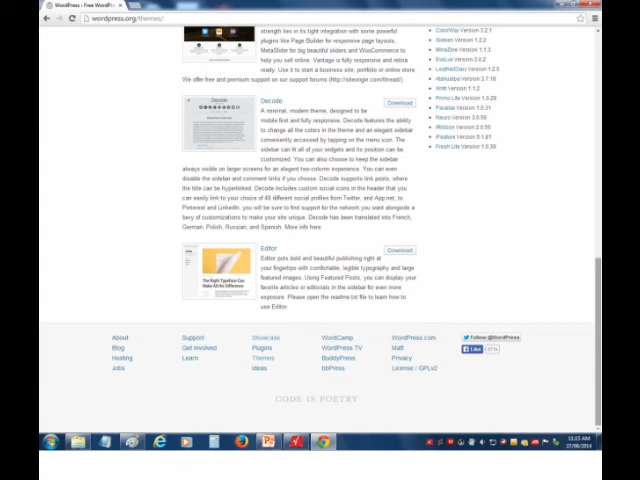 WordPress › Free WordPr
wordpress.org/themes/
strength lies in its tight integration with some powerful
plugins like Page Builder for responsive page layouts,
MetaSlider for big beautiful sliders and WooCommerce to
help you sell online. Vantage is fully responsive and retina
ready. Use it to start a business site, portfolio or online store.
We offer free and premium support on our support forums (http://siteorigin.com/thread/).
Decode
Download
A minimal, modern theme, designed to be
mobile first and fully responsive. Decode features the ability
to change all the colors in the theme and an elegant sidebar
conveniently accessed by tapping on the menu icon. The
sidebar can fit all of your widgets and its position can be
customized. You can also choose to keep the sidebar
always visible on larger screens for an elegant two-column experience. You can even
disable the sidebar and comment links if you choose. Decode supports link posts, where
the title can be hyperlinked. Decode includes custom social icons in the header that you
can easily link to your choice of 48 different social profiles from Twitter, and App.net, to
Pinterest and LinkedIn, you will be sure to find support for the network you want alongside a
bevy of customizations to make your site unique. Decode has been translated into French,
German, Polish, Russian, and Spanish. More info here
Decode
Editor
Download
Editor puts bold and beautiful publishing right at
your fingertips with comfortable, legible typography and large
featured images. Using Featured Posts, you can display your
favorite articles or editorials in the sidebar for even more
exposure. Please open the readme.txt file to learn how to
use Editor.
The Right Typeface Can
Make All the Difference
ColorWay Version 3.2.1
Sixteen Version 1.2.2
Version 1.1.3
EvoLve Version 3.0.2
Version 1.2.5
Atahualpa Version 3.7.18
Writr Version 1.1.2
Primo Lite Version 1.0.28
Parallax Version 1.0.31
Version 3.0.56
iRibbon Version 2.0.59
iFeature Version 5.1.61
Fresh Lite Version 1.0.35
About
Support
Showcase
WordCamp
WordPress.com
Follow @WordPress
Blog
Get Involved
Plugins
WordPress TV
Matt
Like
Hosting
Learn
Themes
BuddyPress
Privacy
Jobs
Ideas
bbPress
License / GPLv2
CODE IS POETRY
11:15 AM
27/08/2014